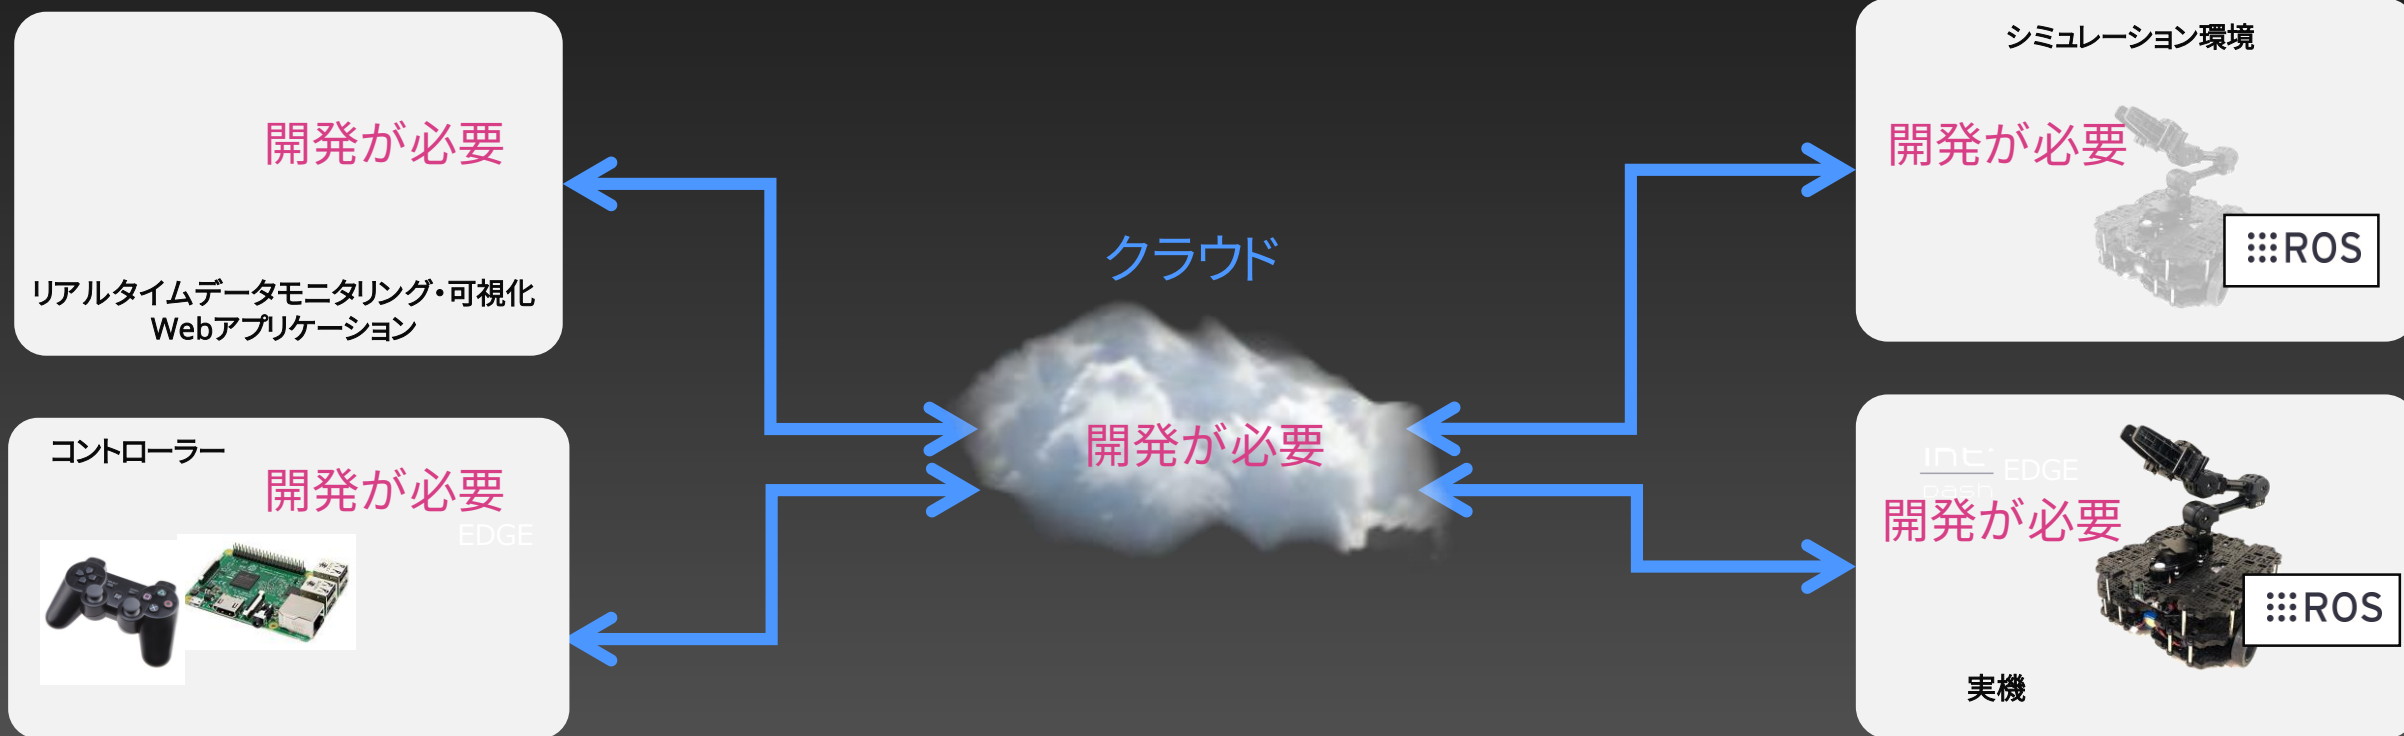 開発が必要
リアルタイムデータモニタリング・可視化
Webアプリケーション
コントローラー
開発が必要
EDGE
クラウド
開発が必要
シミュレーション環境
開発が必要
ROS
EDGE
開発が必要
ROS
実機